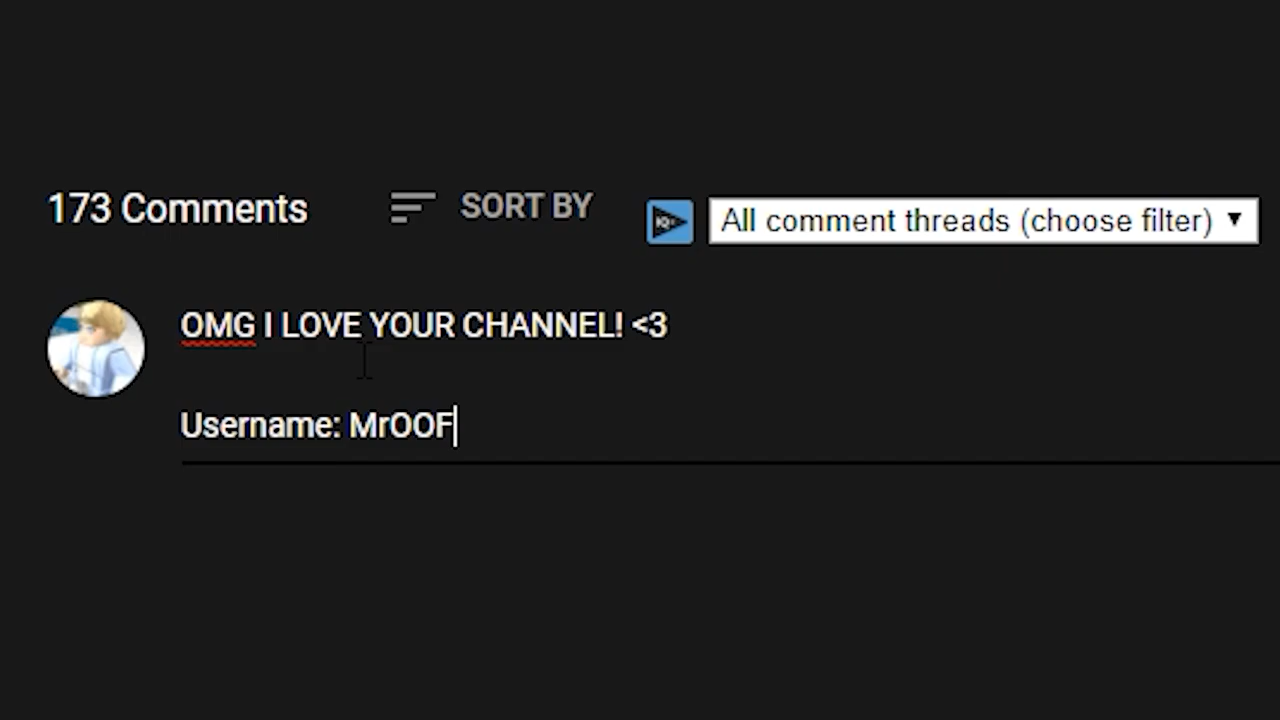 173 Comments SORT BY All comment threads (choose filter)
OMG I LOVE YOUR CHANNEL! <3
Username: MrOOF